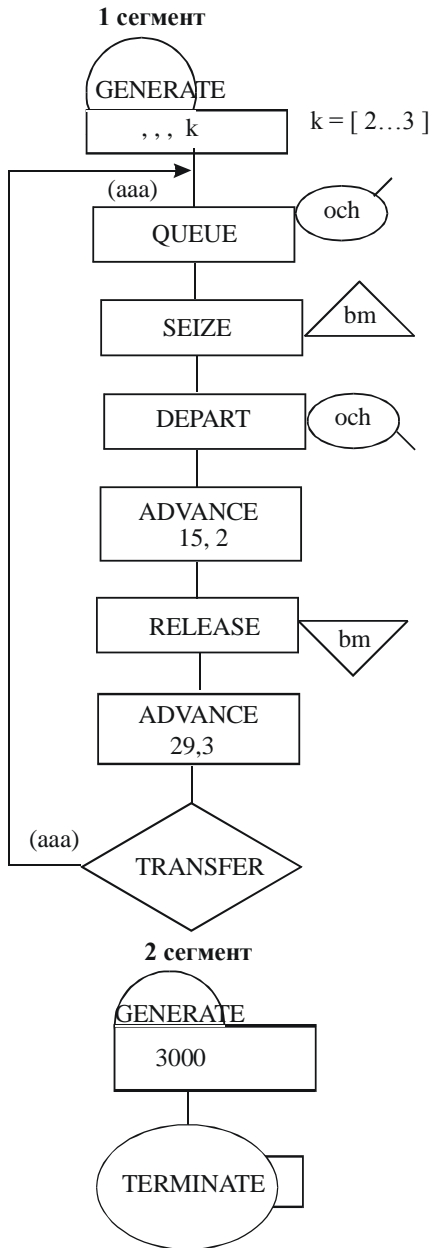 1 сегмент
GENERATE
, , , k
k = [ 2…3 ]
(aaa)
QUEUE
och
SEIZE
bm
DEPART
och
ADVANCE
15, 2
RELEASE
bm
ADVANCE
29,3
(aaa)
TRANSFER
2 сегмент
GENERATE
3000
TERMINATE